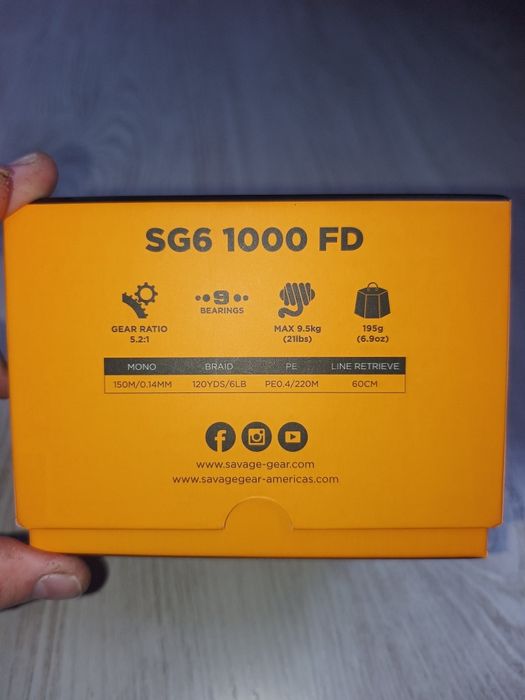 SG6 1000 FD
GEAR RATIO
5.2:1
9
BEARINGS
MAX 9.5kg
(21lbs)
195g
(6.9oz)
MONO BRAID PE LINE RETRIEVE
150M/0.14MM 120YDS/6LB PE0.4/220M 60CM
www.savage-gear.com
www.savagegear-americas.com